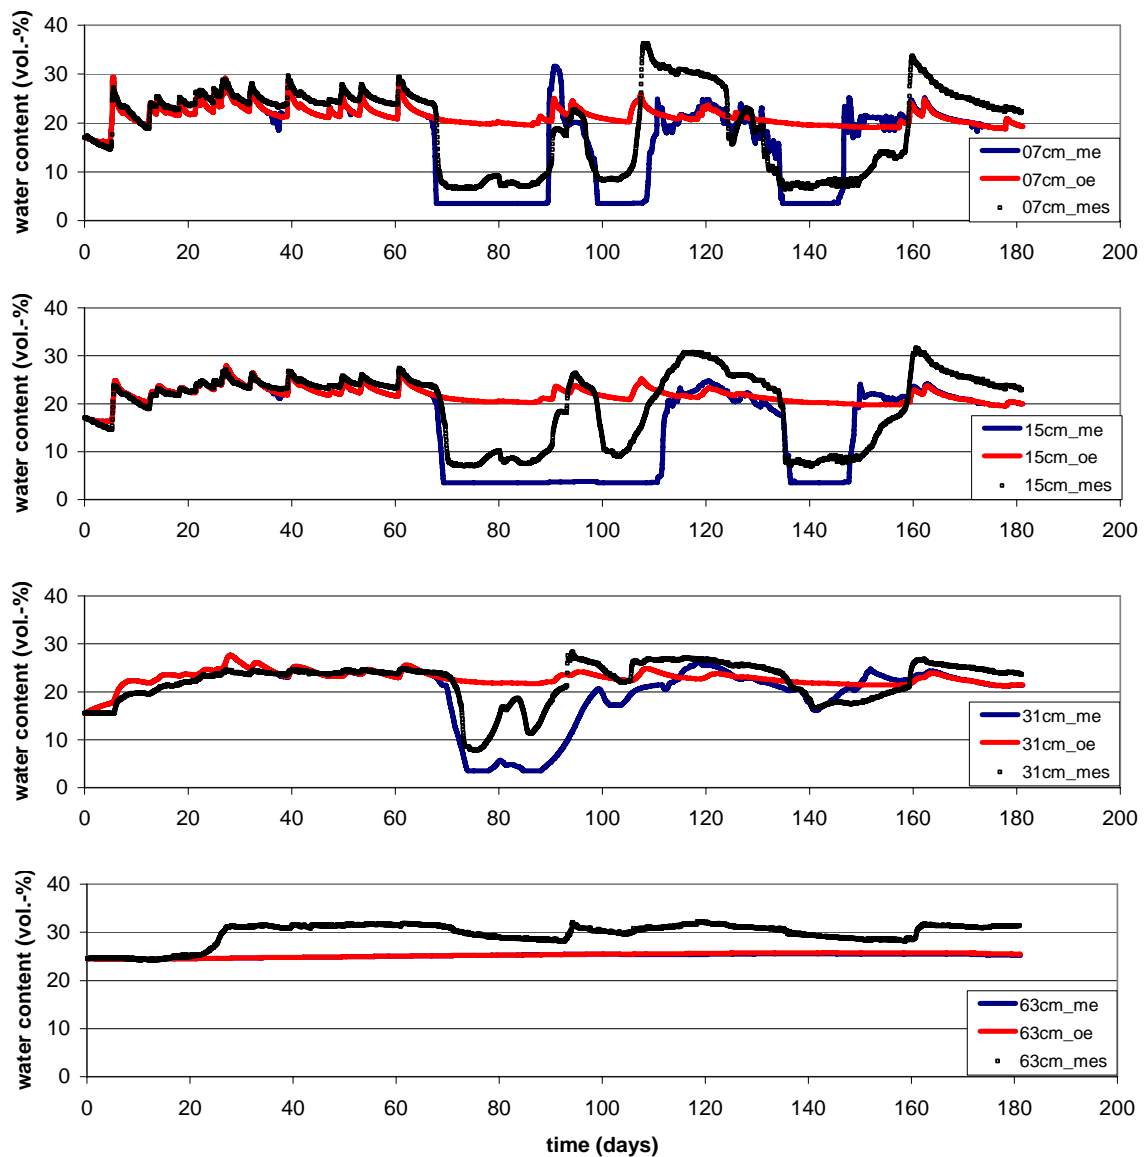 water content (vol.-%)
40
30
20
10
0
07cm_me
07cm_oe
07cm_mes
0 20 40 60 80 100 120 140 160 180 200
water content (vol.-%)
40
30
20
10
0
15cm_me
15cm_oe
15cm_mes
0 20 40 60 80 100 120 140 160 180 200
water content (vol.-%)
40
30
20
10
0
31cm_me
31cm_oe
31cm_mes
0 20 40 60 80 100 120 140 160 180 200
water content (vol.-%)
40
30
20
10
0
63cm_me
63cm_oe
63cm_mes
0 20 40 60 80 100 120 140 160 180 200
time (days)